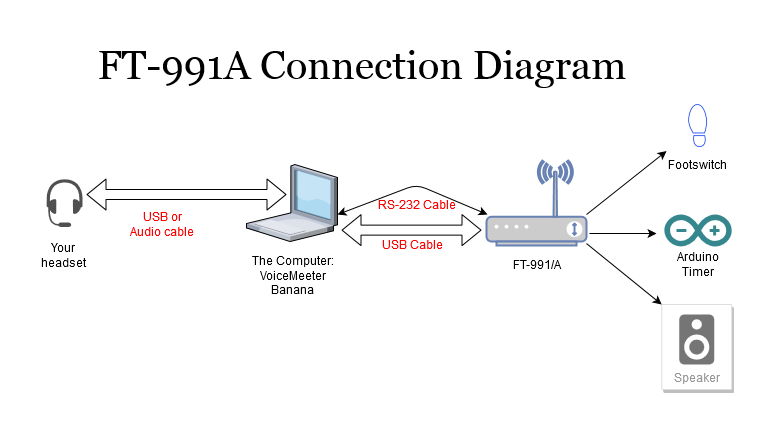 FT-991A Connection Diagram
Footswitch
RS-232 Cable
USB or
Audio cable
USB Cable
Your
headset
The Computer:
VoiceMeeter
Banana
FT-991/A
Arduino
Timer
Speaker